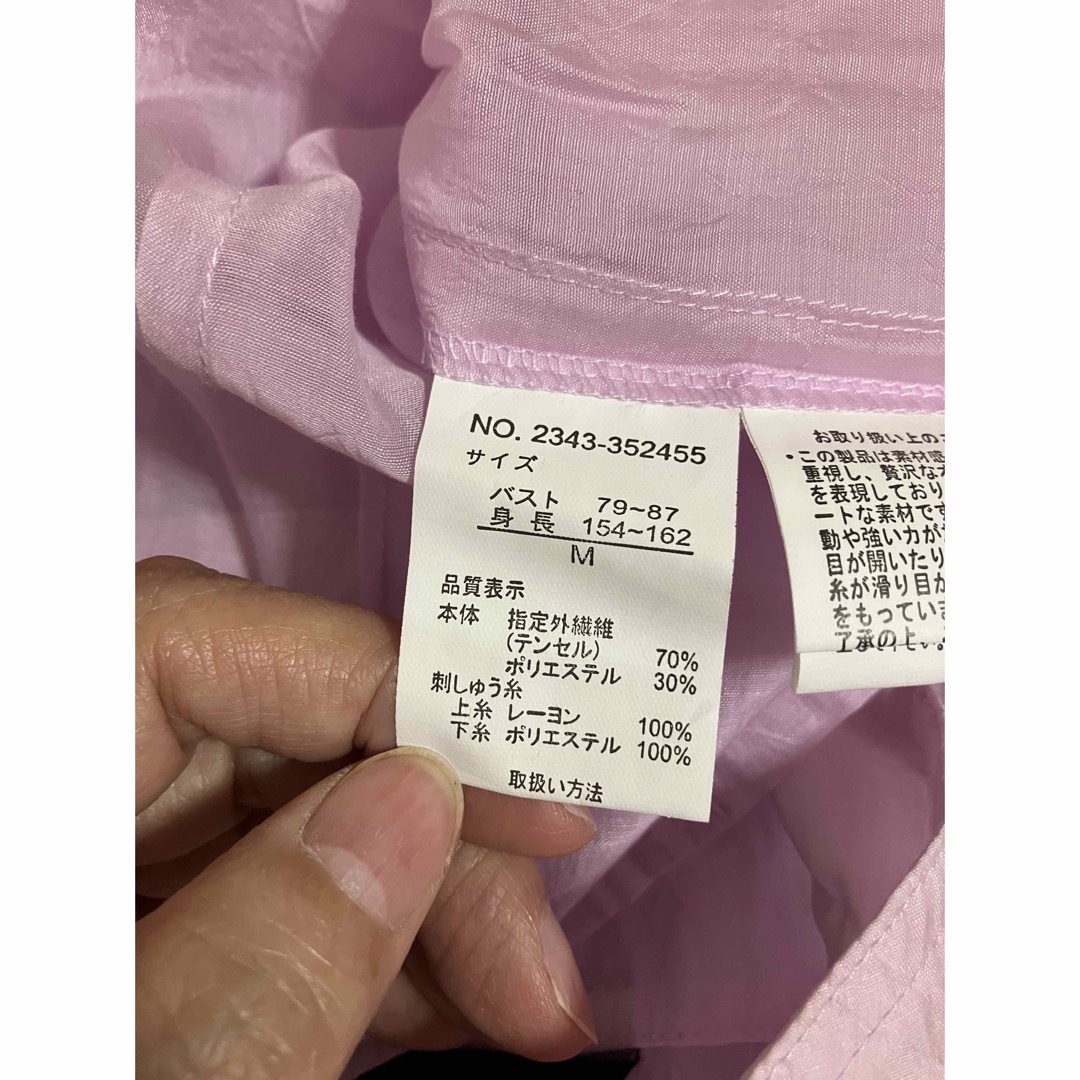 NO. 2343-352455
サイズ
バスト 79~87
身長 154~162
M
品質表示
本体 指定外繊維
(テンセル) 70%
ポリエステル 30%
刺しゅう糸
上糸 レーヨン 100%
下糸 ポリエステル 100%
取扱い方法
お取り扱い上の
・この製品は素材感
重視し、贅沢な
を表現しており
ートな素材です
動や強い力が
目が開いたり
糸が滑り目が
をもっていま
了承の上、